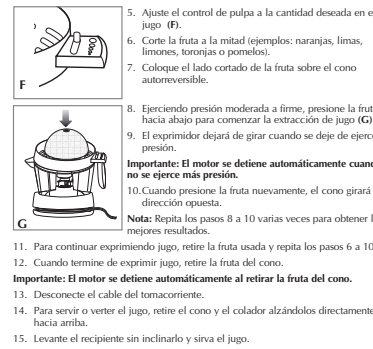 5. Ajuste el control de pulpa a la cantidad deseada en e
jugo (F).
6. Corte la fruta a la mitad (ejemplos: naranjas, limas,
limones, toronjas o pomelos).
7. Coloque el lado cortado de la fruta sobre el cono
autorreversible.
F
8. Ejerciendo presión moderada a firme, presione la frut
hacia abajo para comenzar la extracción de jugo (G)
9. El exprimidor dejará de girar cuando se deje de ejerce
presión.
Importante: El motor se detiene automáticamente cuand
no se ejerce más presión.
10. Cuando presione la fruta nuevamente, el cono girará
dirección opuesta.
Nota: Repita los pasos 8 a 10 varias veces para obtener l
mejores resultados.
G
11. Para continuar exprimiendo jugo, retire la fruta usada y repita los pasos 6 a 10
12. Cuando termine de exprimir jugo, retire la fruta del cono.
Importante: El motor se detiene automáticamente al retirar la fruta del cono.
13. Desconecte el cable del tomacorriente.
14. Para servir o verter el jugo, retire el cono y el colador alzándolos directamente
hacia arriba.
15. Levante el recipiente sin inclinarlo y sirva el jugo.